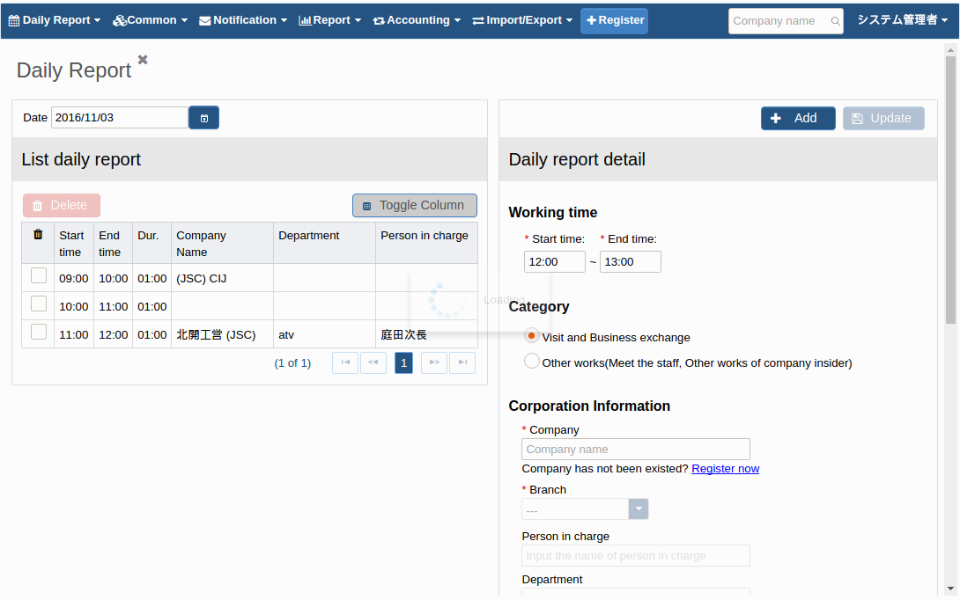 Daily Report Common Notification Report Accounting Import/Export Register Company name システム管理者
Daily Report
Date 2016/11/03
List daily report
Delete Toggle Column
Start time End time Dur. Company Name Department Person in charge
09:00 10:00 01:00 (JSC) CIJ
10:00 11:00 01:00
11:00 12:00 01:00 北開工営 (JSC) atv 庭田次長
(1 of 1) 1
Loading
Add Update
Daily report detail
Working time
* Start time: * End time:
12:00 ~ 13:00
Category
Visit and Business exchange
Other works(Meet the staff, Other works of company insider)
Corporation Information
* Company
Company name
Company has not been existed? Register now
* Branch
---
Person in charge
Input the name of person in charge
Department